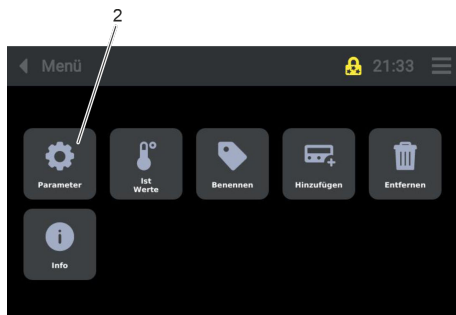 2
Menü 21:33
Parameter
Ist
Werte
Benennen
Hinzufügen
Entfernen
Info